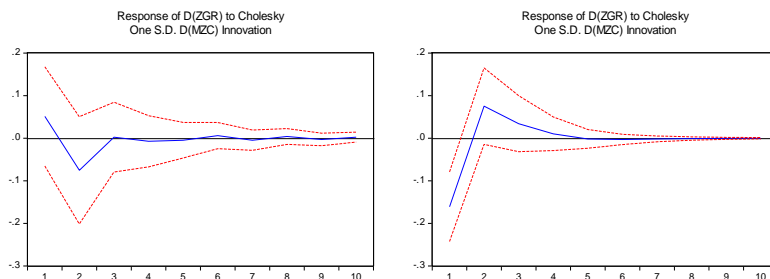 Response of D(ZGR) to Cholesky
One S.D. D(MZC) Innovation
.2
.1
.0
-.1
-.2
-.3
1 2 3 4 5 6 7 8 9 10
Response of D(ZGR) to Cholesky
One S.D. D(MZC) Innovation
.2
.1
.0
-.1
-.2
-.3
1 2 3 4 5 6 7 8 9 10